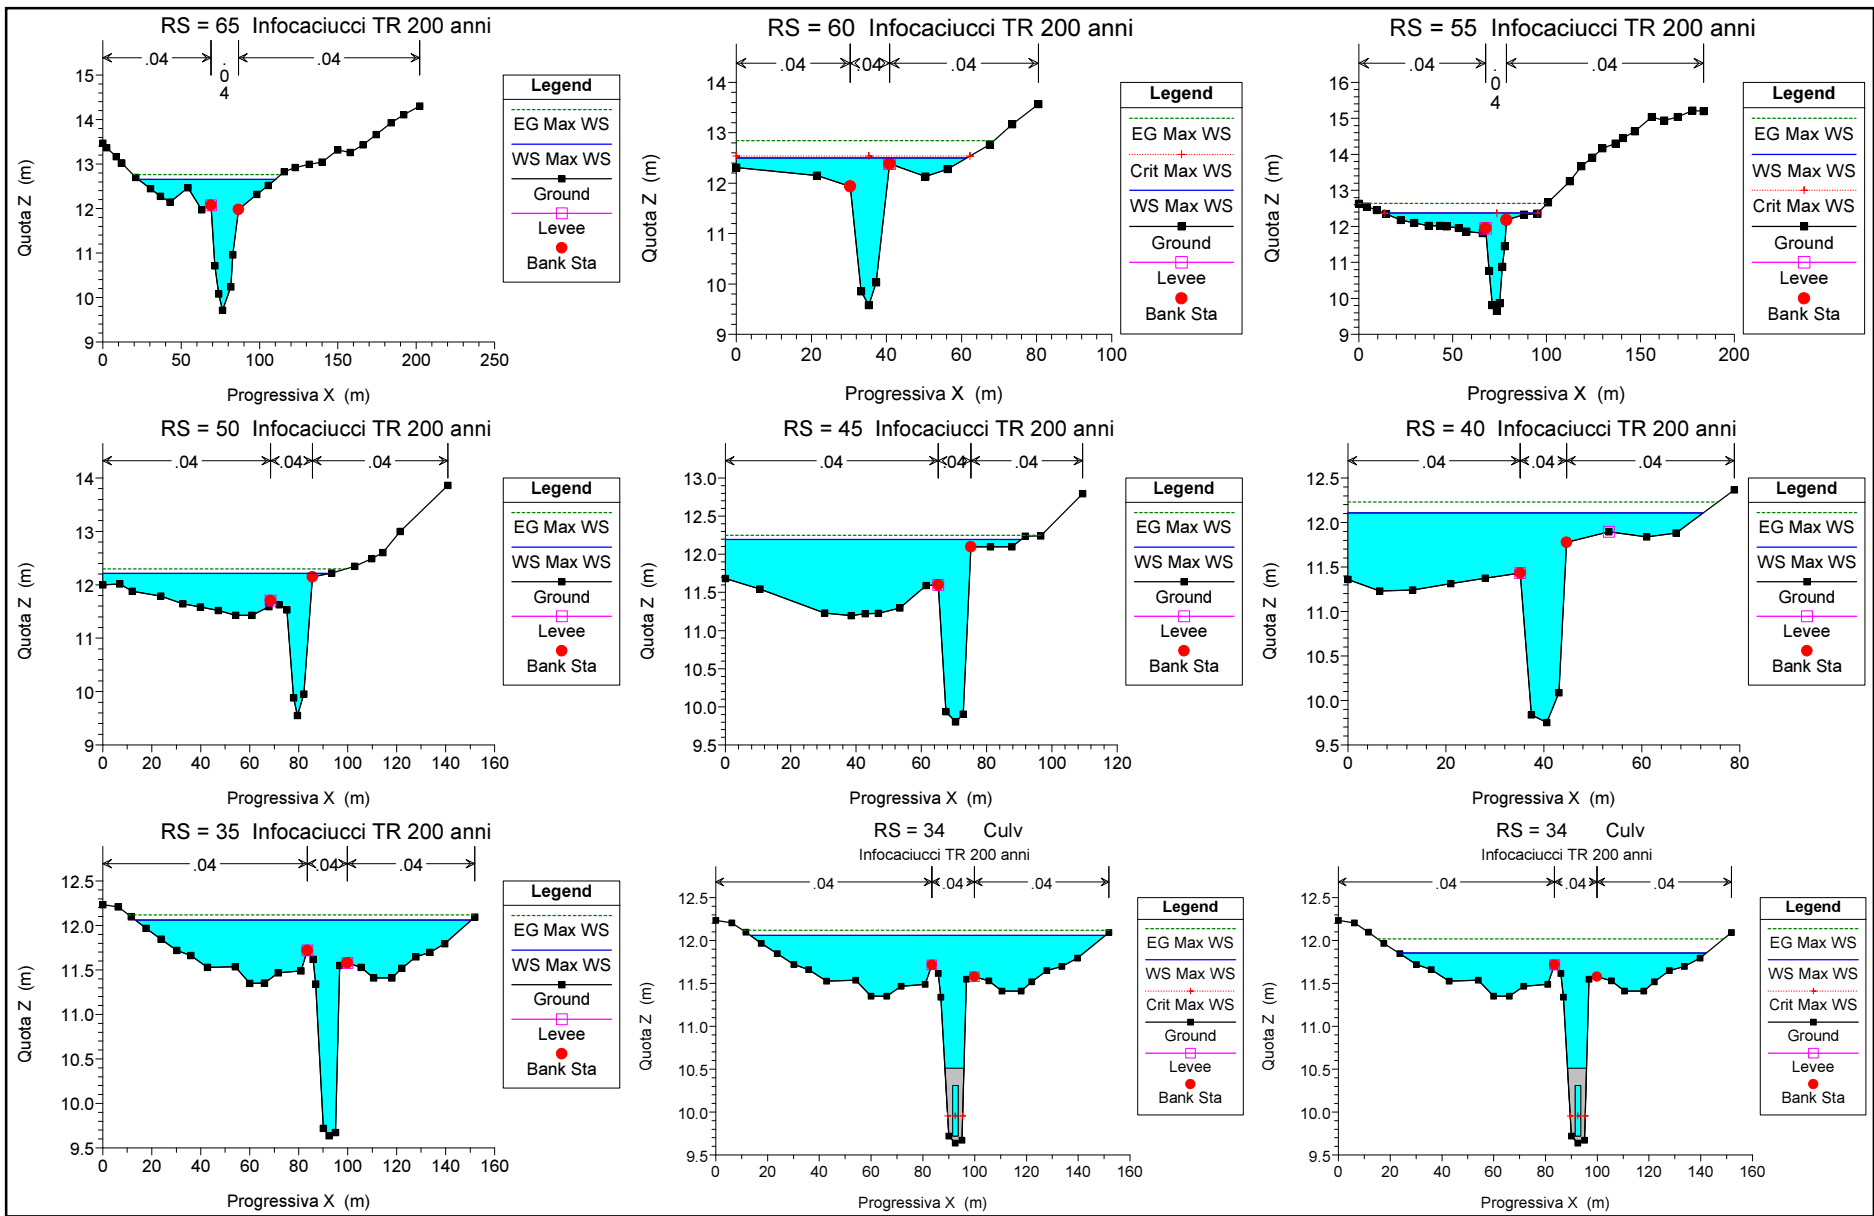 RS = 65 Infocaciucci TR 200 anni
.04
.04
.04
15
14
13
12
11
10
9
Quota Z (m)
0
50
100
150
200
250
Progressiva X (m)
Legend
EG Max WS
WS Max WS
Ground
Levee
Bank Sta
RS = 60 Infocaciucci TR 200 anni
.04
.04
.04
14
13
12
11
10
9
Quota Z (m)
0
20
40
60
80
100
Progressiva X (m)
Legend
EG Max WS
Crit Max WS
WS Max WS
Ground
Levee
Bank Sta
RS = 55 Infocaciucci TR 200 anni
.04
.04
.04
16
15
14
13
12
11
10
9
Quota Z (m)
0
50
100
150
200
Progressiva X (m)
Legend
EG Max WS
WS Max WS
Crit Max WS
Ground
Levee
Bank Sta
RS = 50 Infocaciucci TR 200 anni
.04
.04
.04
14
13
12
11
10
9
Quota Z (m)
0
20
40
60
80
100
120
140
160
Progressiva X (m)
Legend
EG Max WS
WS Max WS
Ground
Levee
Bank Sta
RS = 45 Infocaciucci TR 200 anni
.04
.04
.04
13.0
12.5
12.0
11.5
11.0
10.5
10.0
9.5
Quota Z (m)
0
20
40
60
80
100
120
Progressiva X (m)
Legend
EG Max WS
WS Max WS
Ground
Levee
Bank Sta
RS = 40 Infocaciucci TR 200 anni
.04
.04
.04
12.5
12.0
11.5
11.0
10.5
10.0
9.5
Quota Z (m)
0
20
40
60
80
Progressiva X (m)
Legend
EG Max WS
WS Max WS
Ground
Levee
Bank Sta
RS = 35 Infocaciucci TR 200 anni
.04
.04
.04
12.5
12.0
11.5
11.0
10.5
10.0
9.5
Quota Z (m)
0
20
40
60
80
100
120
140
160
Progressiva X (m)
Legend
EG Max WS
WS Max WS
Ground
Levee
Bank Sta
RS = 34 Culv
Infocaciucci TR 200 anni
.04
.04
.04
12.5
12.0
11.5
11.0
10.5
10.0
9.5
Quota Z (m)
0
20
40
60
80
100
120
140
160
Progressiva X (m)
Legend
EG Max WS
WS Max WS
Crit Max WS
Ground
Levee
Bank Sta
RS = 34 Culv
Infocaciucci TR 200 anni
.04
.04
.04
12.5
12.0
11.5
11.0
10.5
10.0
9.5
Quota Z (m)
0
20
40
60
80
100
120
140
160
Progressiva X (m)
Legend
EG Max WS
WS Max WS
Crit Max WS
Ground
Levee
Bank Sta